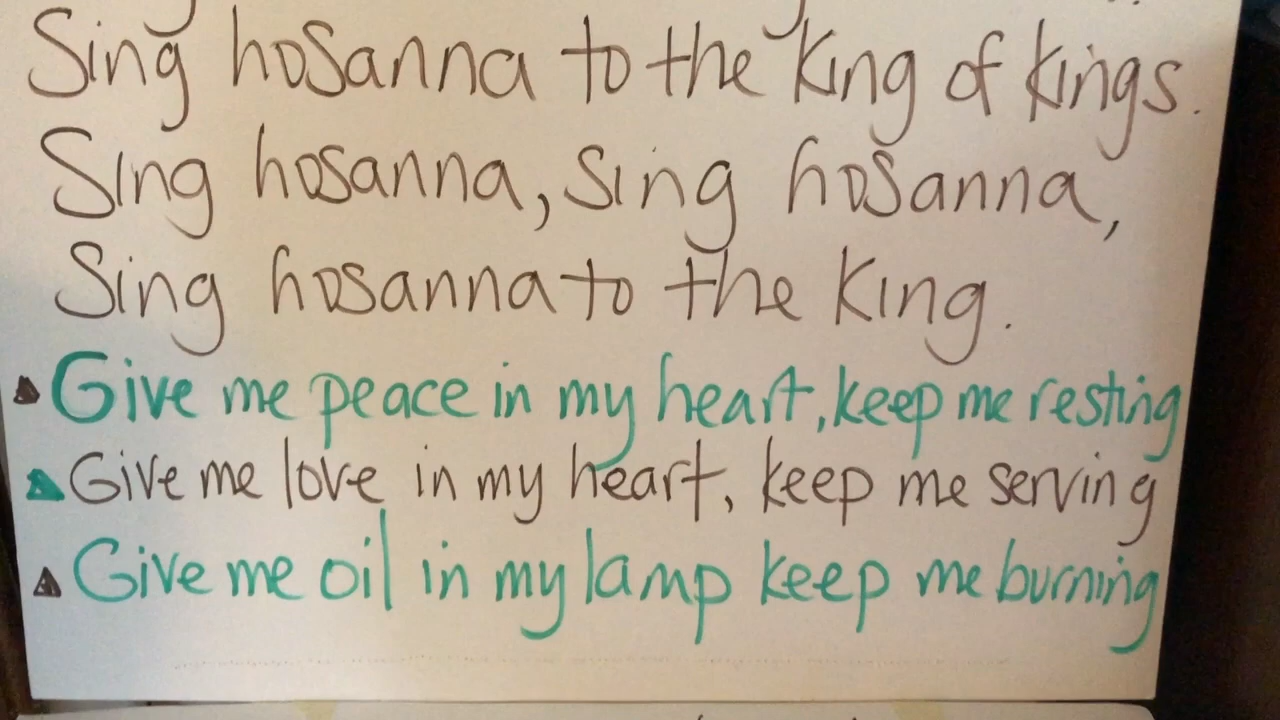 Sing hosanna to the King of kings.
Sing hosanna, sing hosanna,
Sing hosanna to the King.
Give me peace in my heart, keep me resting
Give me love in my heart, keep me serving
Give me oil in my lamp keep me burning